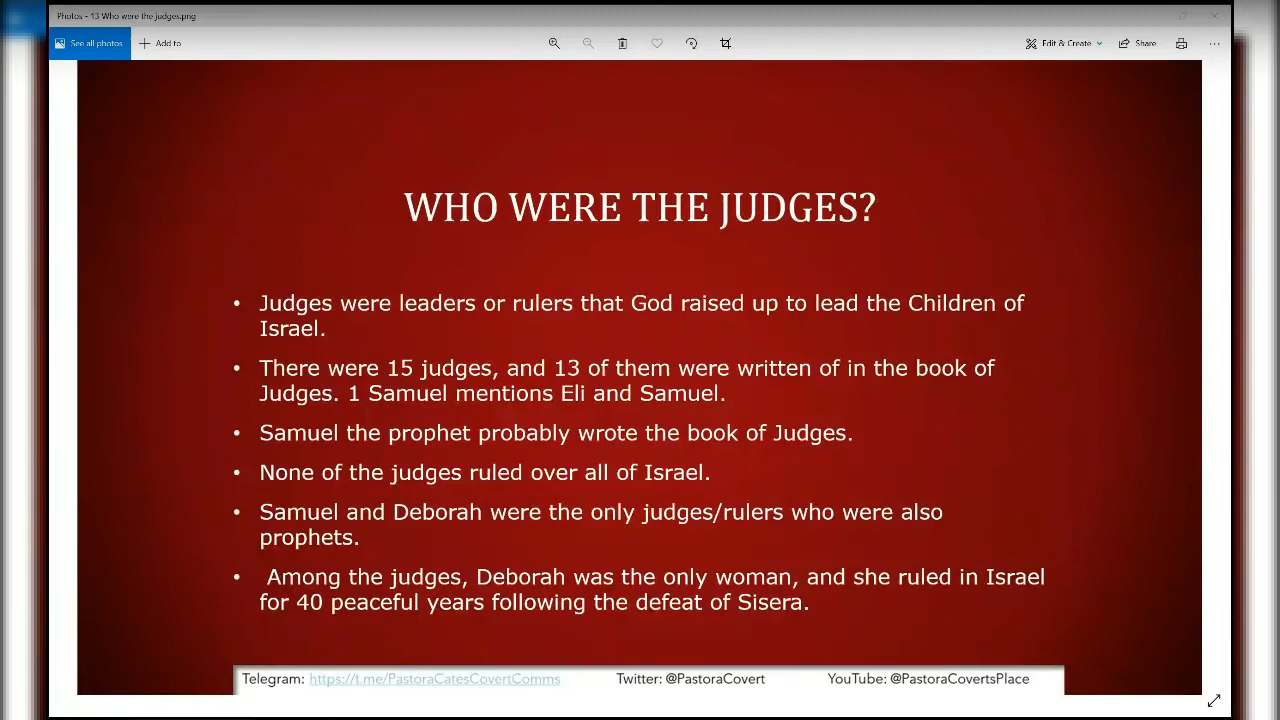 Photos - 13 Who were the judges.png
See all photos
Add to
Edit & Create
Share
WHO WERE THE JUDGES?
• Judges were leaders or rulers that God raised up to lead the Children of
Israel.
• There were 15 judges, and 13 of them were written of in the book of
Judges. 1 Samuel mentions Eli and Samuel.
• Samuel the prophet probably wrote the book of Judges.
• None of the judges ruled over all of Israel.
• Samuel and Deborah were the only judges/rulers who were also
prophets.
• Among the judges, Deborah was the only woman, and she ruled in Israel
for 40 peaceful years following the defeat of Sisera.
Telegram: https://t.me/PastoraCatesCovertComms Twitter: @PastoraCovert YouTube: @PastoraCovertsPlace